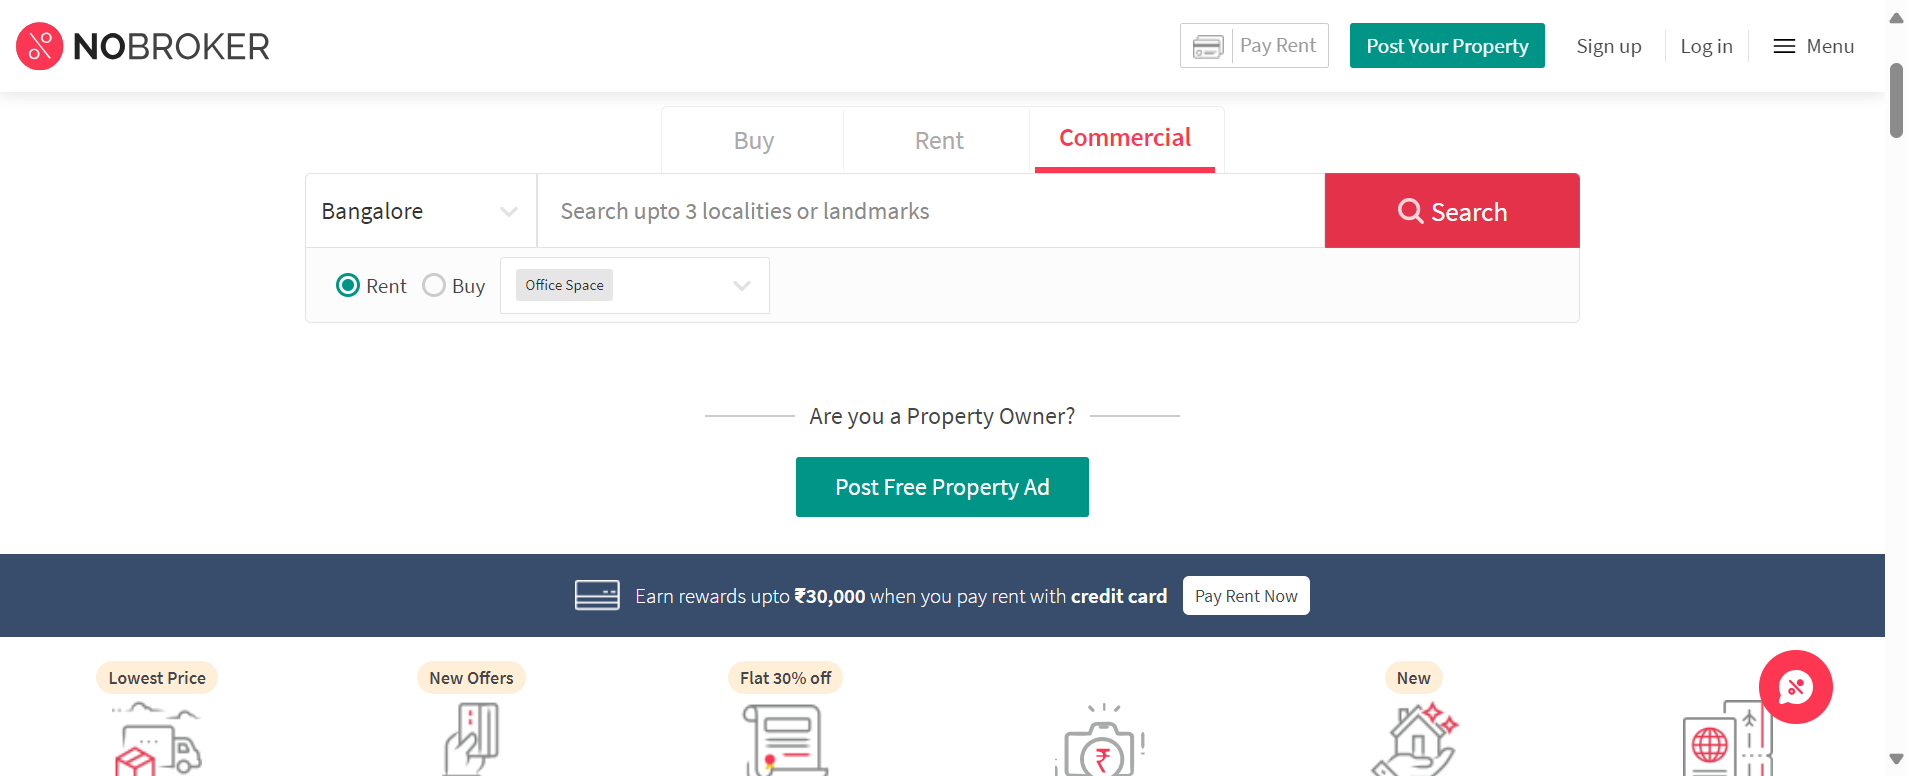 NOBROKER
Pay Rent
Post Your Property
Sign up
Log in
Menu
Buy
Rent
Commercial
Bangalore
Search upto 3 localities or landmarks
Search
Rent
Buy
Office Space
Are you a Property Owner?
Post Free Property Ad
Earn rewards upto ₹30,000 when you pay rent with credit card
Pay Rent Now
Lowest Price
New Offers
Flat 30% off
New
₹